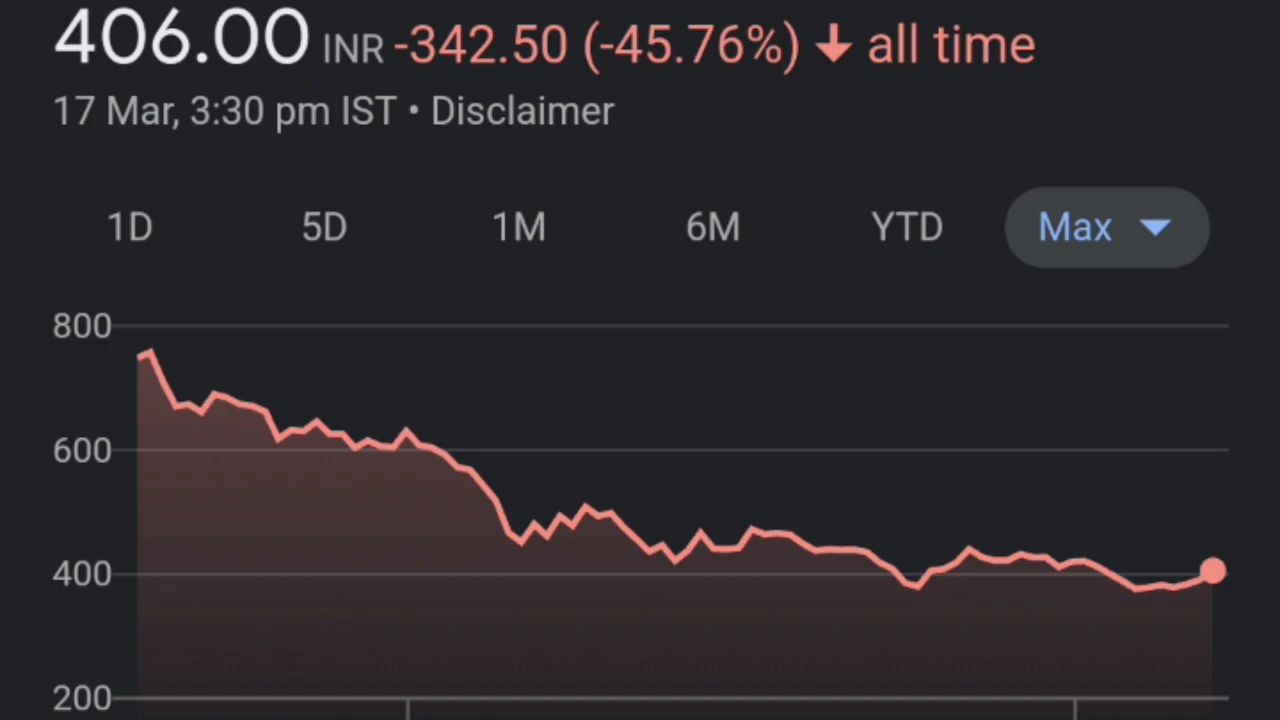 406.00 INR -342.50 (-45.76%) ↓ all time
17 Mar, 3:30 pm IST • Disclaimer
1D 5D 1M 6M YTD Max
800
600
400
200